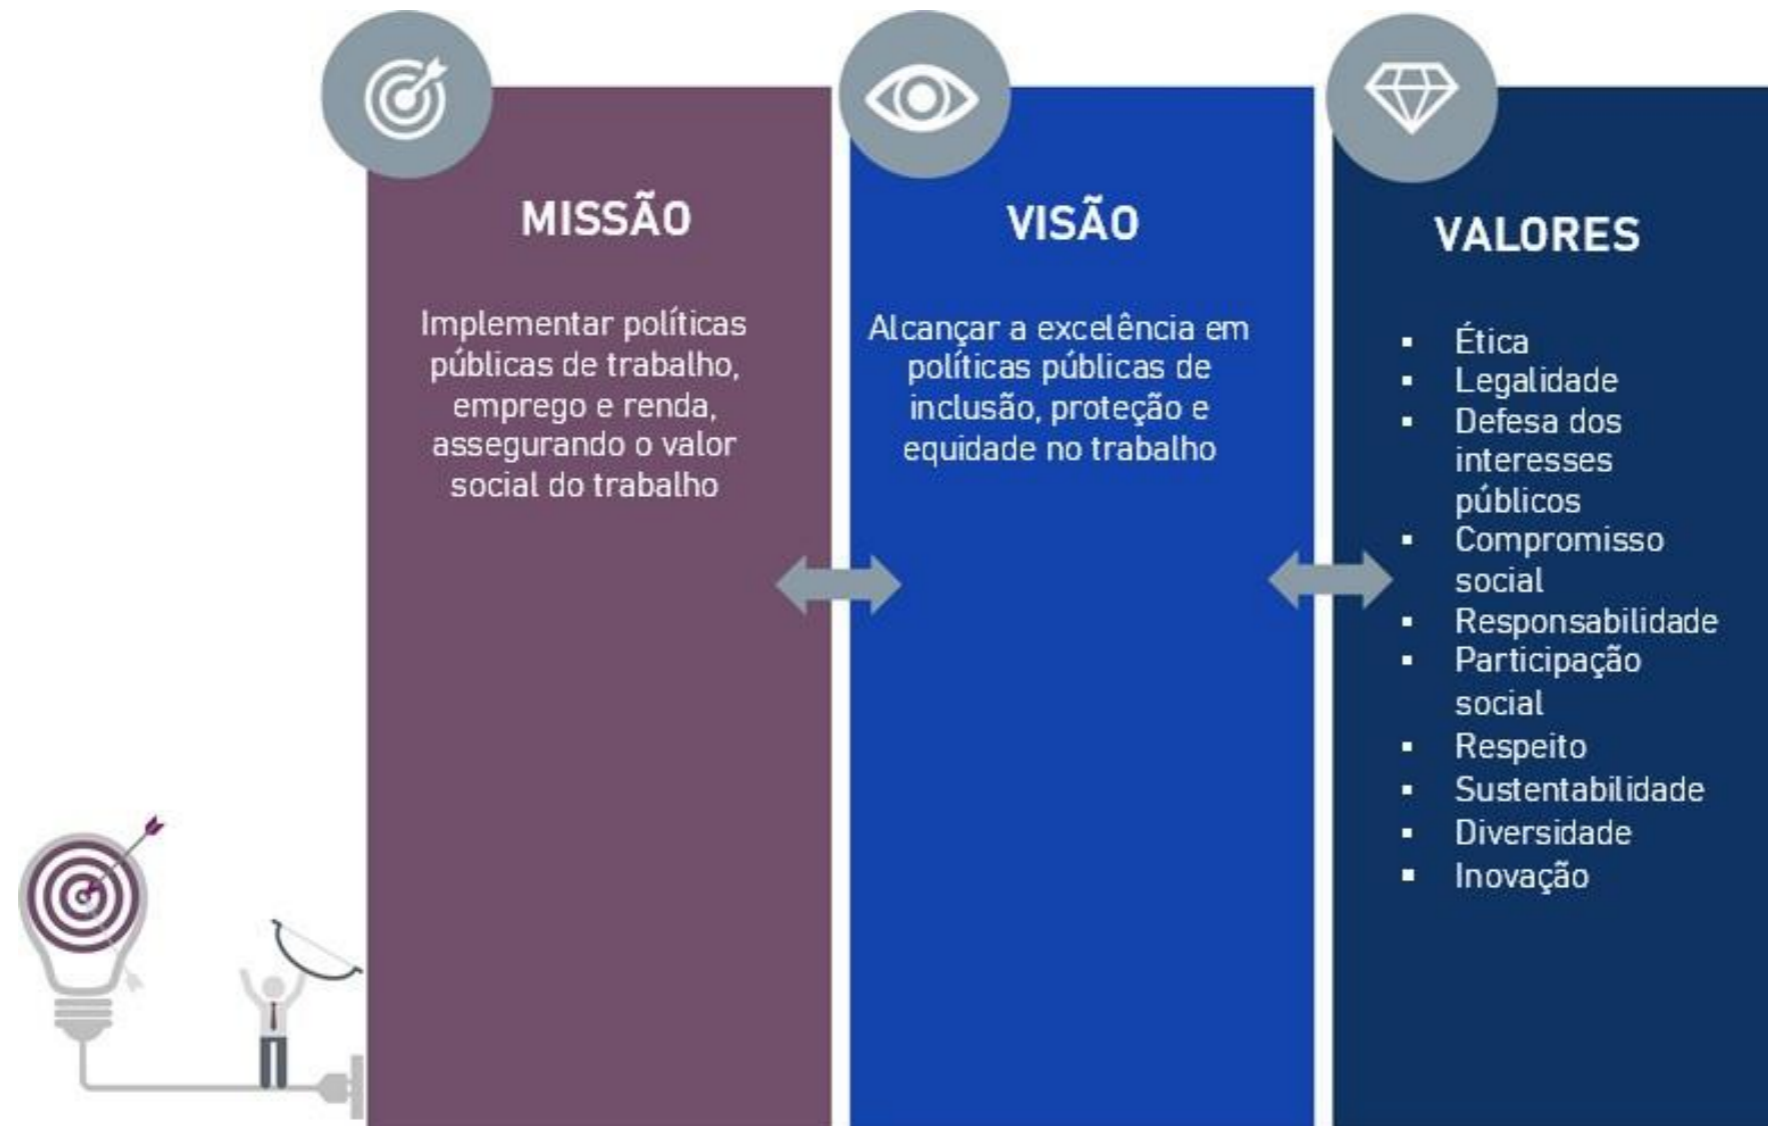 MISSÃO
Implementar políticas
públicas de trabalho,
emprego e renda,
assegurando o valor
social do trabalho
VISÃO
Alcançar a excelência em
políticas públicas de
inclusão, proteção e
equidade no trabalho
VALORES
▪ Ética
▪ Legalidade
▪ Defesa dos
interesses
públicos
▪ Compromisso
social
▪ Responsabilidade
▪ Participação
social
▪ Respeito
▪ Sustentabilidade
▪ Diversidade
▪ Inovação